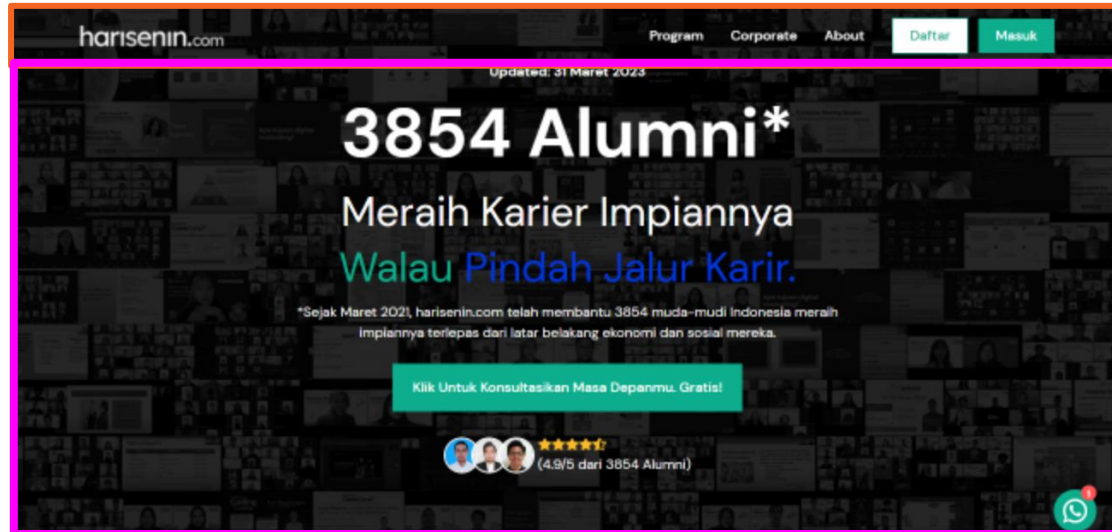 harisenin.com
Program Corporate About Daftar Masuk
Updated: 31 Maret 2023
3854 Alumni*
Meraih Karier Impiannya
Walau Pindah Jalur Karir.
*Sejak Maret 2021, harisenin.com telah membantu 3854 muda-mudi Indonesia meraih
impiannya terlepas dari latar belakang ekonomi dan sosial mereka.
Klik Untuk Konsultasikan Masa Depanmu. Gratis!
(4.9/5 dari 3854 Alumni)
1